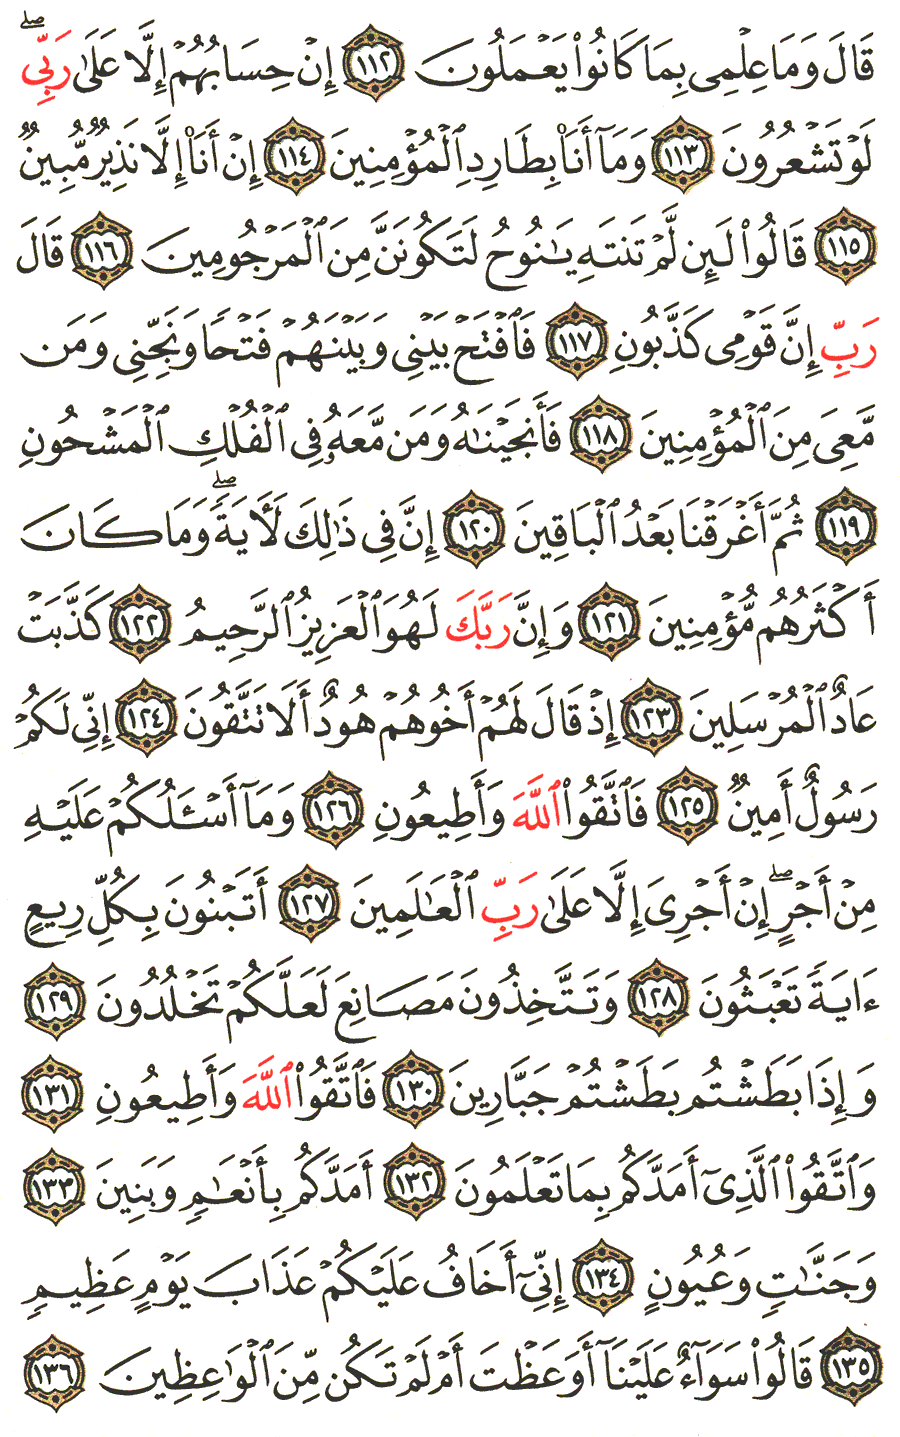 قَالَ وَمَا عِلْمِى بِمَا كَانُوا۟ يَعْمَلُونَ ١١٢ إِنْ حِسَابُهُمْ إِلَّا عَلَىٰ رَبِّى ۖ
لَوْ تَشْعُرُونَ ١١٣ وَمَآ أَنَا۠ بِطَارِدِ ٱلْمُؤْمِنِينَ ١١٤ إِنْ أَنَا۠ إِلَّا نَذِيرٌ مُّبِينٌ
١١٥ قَالُوا۟ لَئِن لَّمْ تَنتَهِ يَـٰنُوحُ لَتَكُونَنَّ مِنَ ٱلْمَرْجُومِينَ ١١٦ قَالَ
رَبِّ إِنَّ قَوْمِى كَذَّبُونِ ١١٧ فَٱفْتَحْ بَيْنِى وَبَيْنَهُمْ فَتْحًا وَنَجِّنِى وَمَن
مَّعِىَ مِنَ ٱلْمُؤْمِنِينَ ١١٨ فَأَنجَيْنَـٰهُ وَمَن مَّعَهُۥ فِى ٱلْفُلْكِ ٱلْمَشْحُونِ
١١٩ ثُمَّ أَغْرَقْنَا بَعْدُ ٱلْبَاقِينَ ١٢٠ إِنَّ فِى ذَٰلِكَ لَـَٔايَةً ۖ وَمَا كَانَ
أَكْثَرُهُم مُّؤْمِنِينَ ١٢١ وَإِنَّ رَبَّكَ لَهُوَ ٱلْعَزِيزُ ٱلرَّحِيمُ ١٢٢ كَذَّبَتْ
عَادٌ ٱلْمُرْسَلِينَ ١٢٣ إِذْ قَالَ لَهُمْ أَخُوهُمْ هُودٌ أَلَا تَتَّقُونَ ١٢٤ إِنِّى لَكُمْ
رَسُولٌ أَمِينٌ ١٢٥ فَٱتَّقُوا۟ ٱللَّهَ وَأَطِيعُونِ ١٢٦ وَمَآ أَسْـَٔلُكُمْ عَلَيْهِ
مِنْ أَجْرٍ ۖ إِنْ أَجْرِىَ إِلَّا عَلَىٰ رَبِّ ٱلْعَـٰلَمِينَ ١٢٧ أَتَبْنُونَ بِكُلِّ رِيعٍ
ءَايَةً تَعْبَثُونَ ١٢٨ وَتَتَّخِذُونَ مَصَانِعَ لَعَلَّكُمْ تَخْلُدُونَ ١٢٩
وَإِذَا بَطَشْتُم بَطَشْتُمْ جَبَّارِينَ ١٣٠ فَٱتَّقُوا۟ ٱللَّهَ وَأَطِيعُونِ ١٣١
وَٱتَّقُوا۟ ٱلَّذِىٓ أَمَدَّكُم بِمَا تَعْلَمُونَ ١٣٢ أَمَدَّكُم بِأَنْعَـٰمٍ وَبَنِينَ ١٣٣
وَجَنَّـٰتٍ وَعُيُونٍ ١٣٤ إِنِّىٓ أَخَافُ عَلَيْكُمْ عَذَابَ يَوْمٍ عَظِيمٍ
١٣٥ قَالُوا۟ سَوَآءٌ عَلَيْنَآ أَوَعَظْتَ أَمْ لَمْ تَكُن مِّنَ ٱلْوَٰعِظِينَ ١٣٦